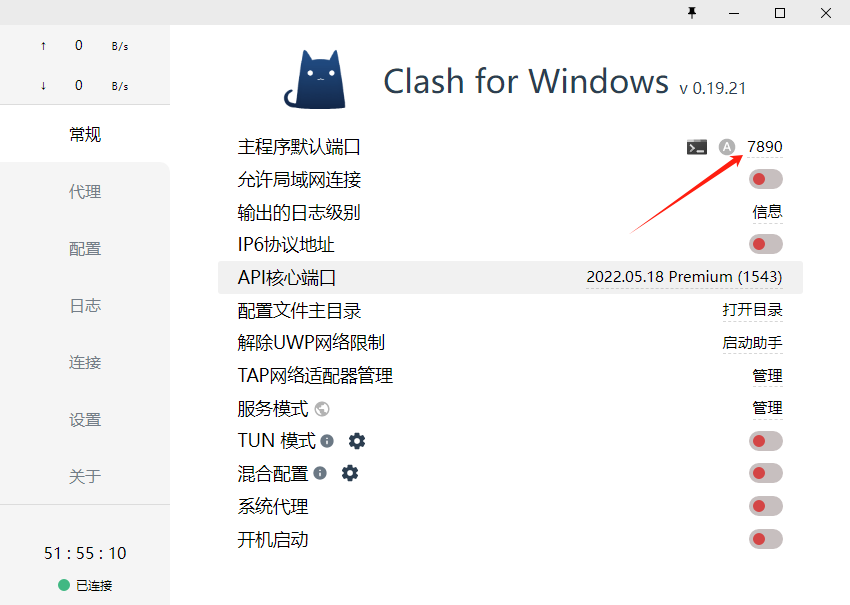 ↑ 0 B/s
↓ 0 B/s
常规
代理
配置
日志
连接
设置
关于
51 : 55 : 10
已连接
Clash for Windows v 0.19.21
主程序默认端口 A 7890
允许局域网连接
输出的日志级别 信息
IP6协议地址
API核心端口 2022.05.18 Premium (1543)
配置文件主目录 打开目录
解除UWP网络限制 启动助手
TAP网络适配器管理 管理
服务模式 管理
TUN 模式
混合配置
系统代理
开机启动